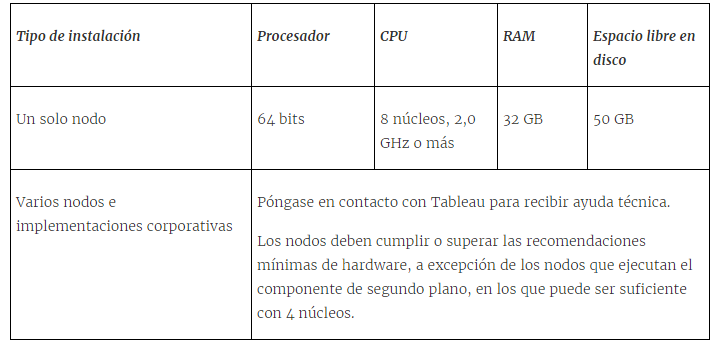 Tipo de instalación
Procesador
CPU
RAM
Espacio libre en
disco
Un solo nodo
64 bits
8 núcleos, 2,0
GHz o más
32 GB
50 GB
Varios nodos e
implementaciones corporativas
Póngase en contacto con Tableau para recibir ayuda técnica.
Los nodos deben cumplir o superar las recomendaciones
mínimas de hardware, a excepción de los nodos que ejecutan el
componente de segundo plano, en los que puede ser suficiente
con 4 núcleos.